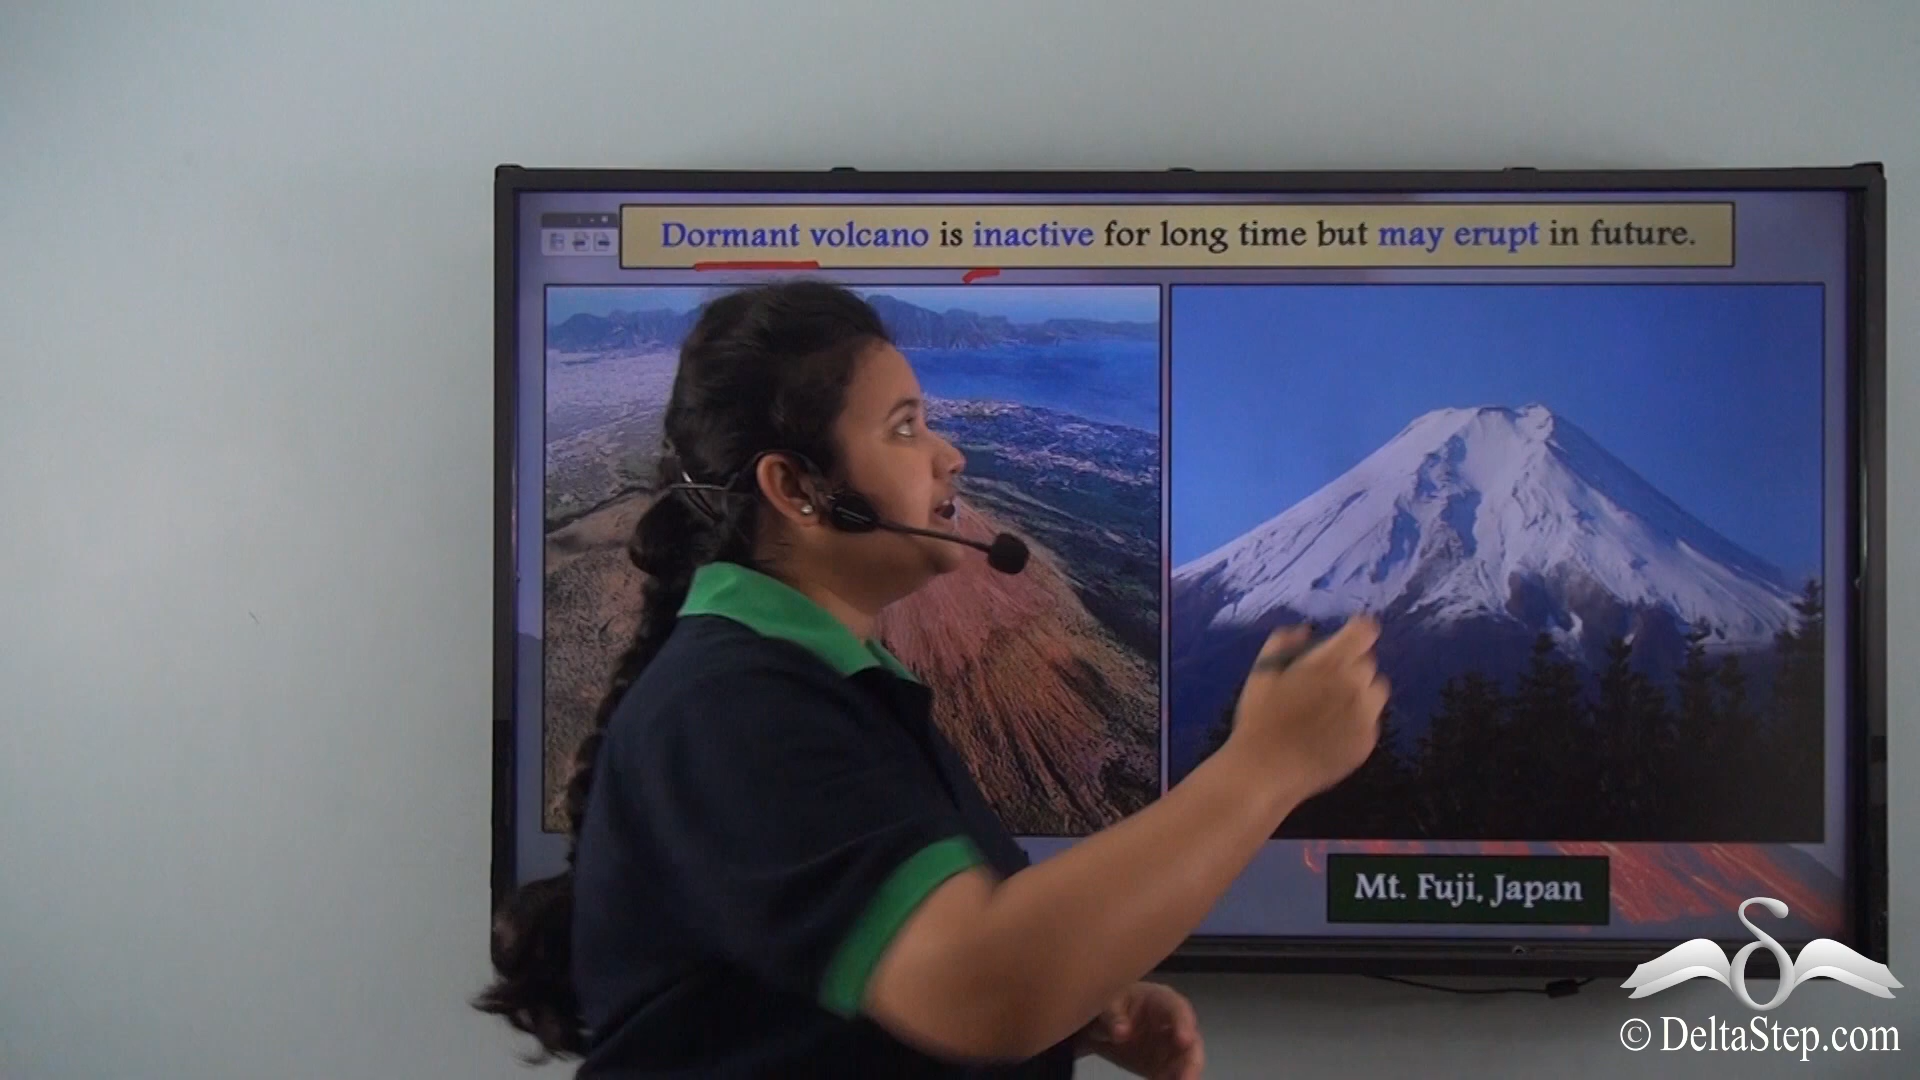 Dormant volcano is inactive for long time but may erupt in future.
Mt. Fuji, Japan
© DeltaStep.com